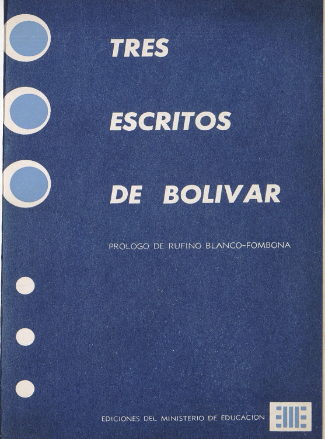 TRES
ESCRITOS
DE BOLIVAR
PROLOGO DE RUFINO BLANCO-FOMBONA
EDICIONES DEL MINISTERIO DE EDUCACION